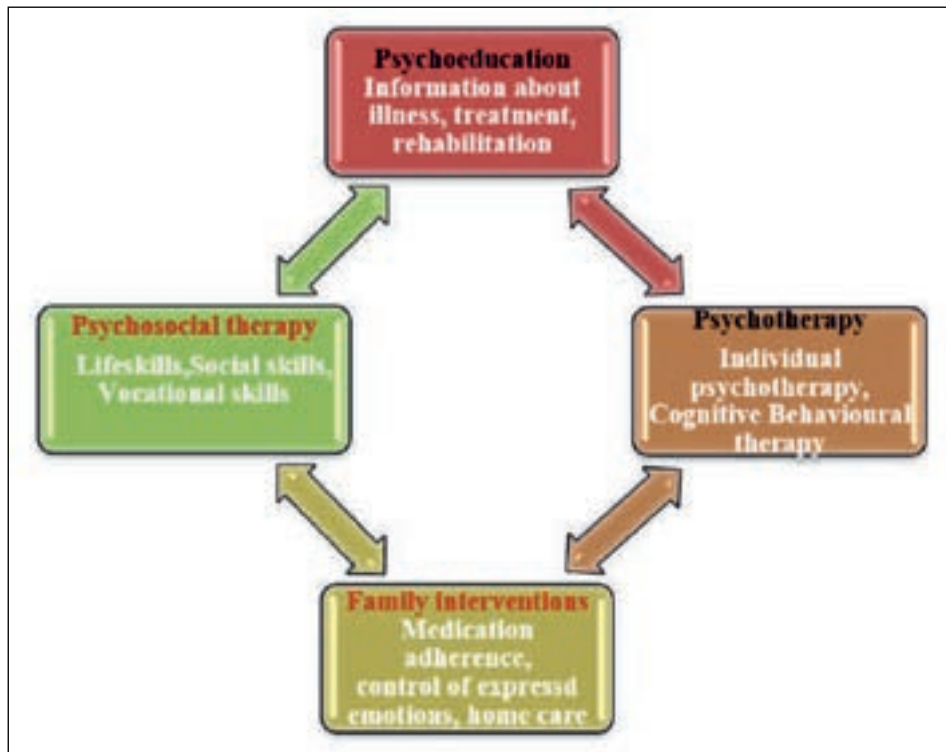 Psychoeducation
Information about
illness, treatment,
rehabilitation
Psychosocial therapy
Lifeskills,Social skills,
Vocational skills
Psychotherapy
Individual
psychotherapy,
Cognitive Behavioural
therapy
Family interventions
Medication
adherence,
control of expressd
emotions, home care